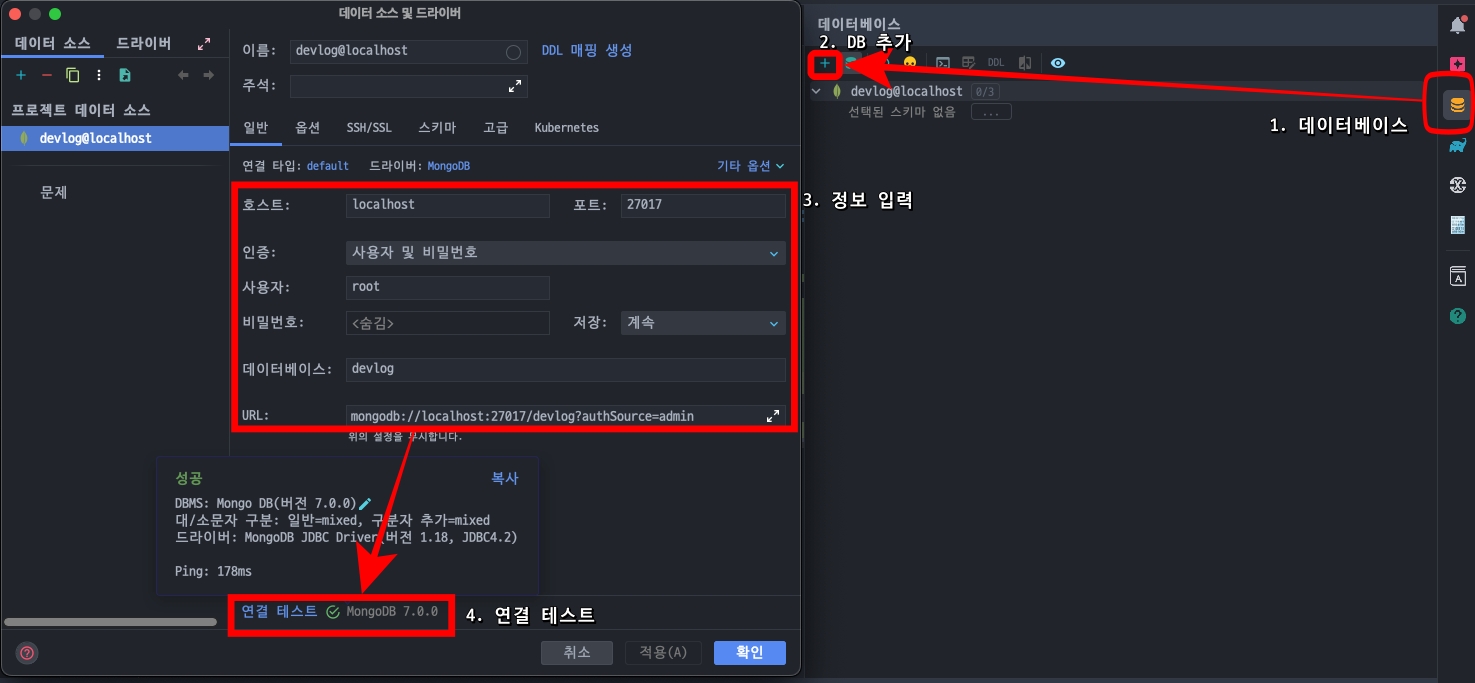 데이터 소스 및 드라이버
데이터 소스 드라이버
프로젝트 데이터 소스
devlog@localhost
문제
이름: devlog@localhost DDL 매핑 생성
주석:
일반 옵션 SSH/SSL 스키마 고급 Kubernetes
연결 타입: default 드라이버: MongoDB 기타 옵션
호스트: localhost 포트: 27017
인증: 사용자 및 비밀번호
사용자: root
비밀번호: <숨김> 저장: 계속
데이터베이스: devlog
URL: mongodb://localhost:27017/devlog?authSource=admin
위의 설정을 무시합니다.
성공 복사
DBMS: Mongo DB(버전 7.0.0)
대/소문자 구분: 일반=mixed, 구분자 추가=mixed
드라이버: MongoDB JDBC Driver(버전 1.18, JDBC4.2)
Ping: 178ms
연결 테스트 MongoDB 7.0.0
4. 연결 테스트
취소 적용(A) 확인
3. 정보 입력
데이터베이스
2. DB 추가
DDL
devlog@localhost 0/3
선택된 스키마 없음 ...
1. 데이터베이스